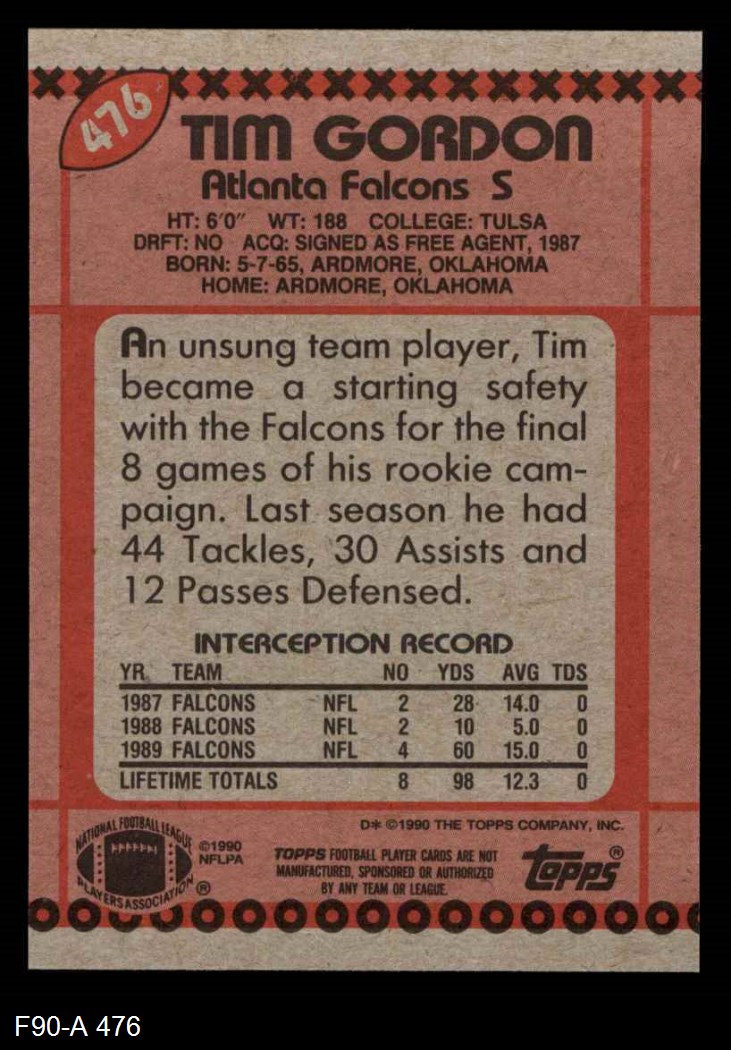 476
TIM GORDON
Atlanta Falcons S
HT: 6'0" WT: 188 COLLEGE: TULSA
DRFT: NO ACQ: SIGNED AS FREE AGENT, 1987
BORN: 5-7-65, ARDMORE, OKLAHOMA
HOME: ARDMORE, OKLAHOMA
An unsung team player, Tim
became a starting safety
with the Falcons for the final
8 games of his rookie cam-
paign. Last season he had
44 Tackles, 30 Assists and
12 Passes Defensed.
INTERCEPTION RECORD
YR. TEAM NO YDS AVG TDS
1987 FALCONS NFL 2 28 14.0 0
1988 FALCONS NFL 2 10 5.0 0
1989 FALCONS NFL 4 60 15.0 0
LIFETIME TOTALS 8 98 12.3 0
D* ©1990 THE TOPPS COMPANY, INC.
NATIONAL FOOTBALL LEAGUE
PLAYERS ASSOCIATION ®
©1990
NFLPA
TOPPS FOOTBALL PLAYER CARDS ARE NOT
MANUFACTURED, SPONSORED OR AUTHORIZED
BY ANY TEAM OR LEAGUE.
topps ®
F90-A 476